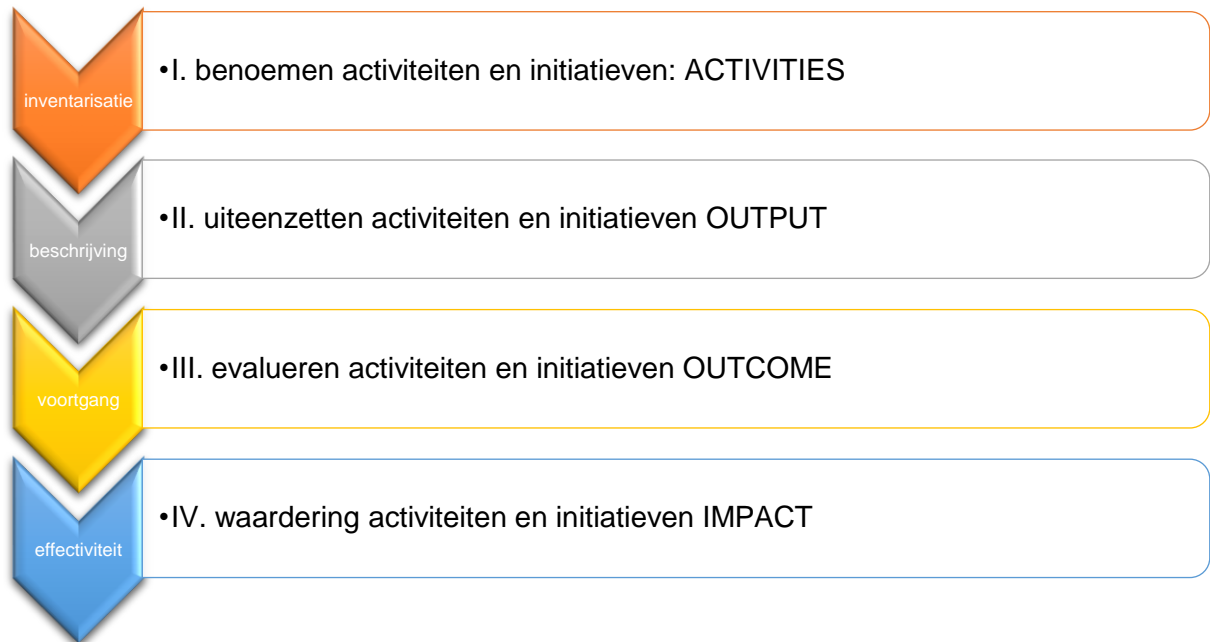 inventarisatie
•I. benoemen activiteiten en initiatieven: ACTIVITIES
beschrijving
•II. uiteenzetten activiteiten en initiatieven OUTPUT
voortgang
•III. evalueren activiteiten en initiatieven OUTCOME
effectiviteit
•IV. waardering activiteiten en initiatieven IMPACT